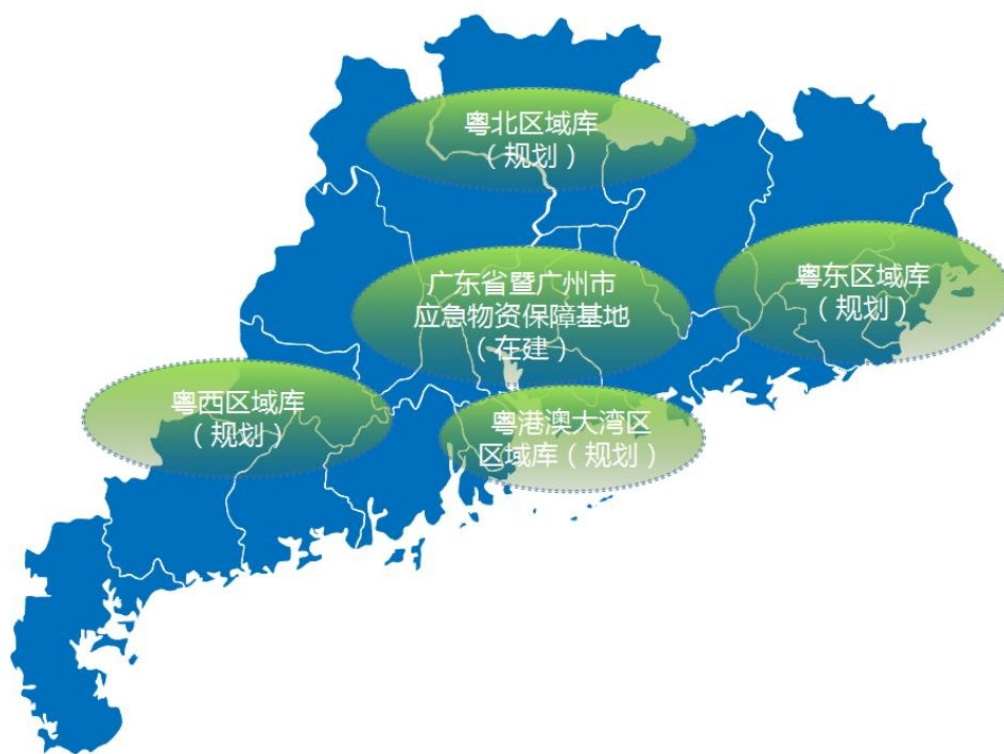 粤北区域库
（规划）
广东省暨广州市
应急物资保障基地
（在建）
粤东区域库
（规划）
粤西区域库
（规划）
粤港澳大湾区
区域库（规划）